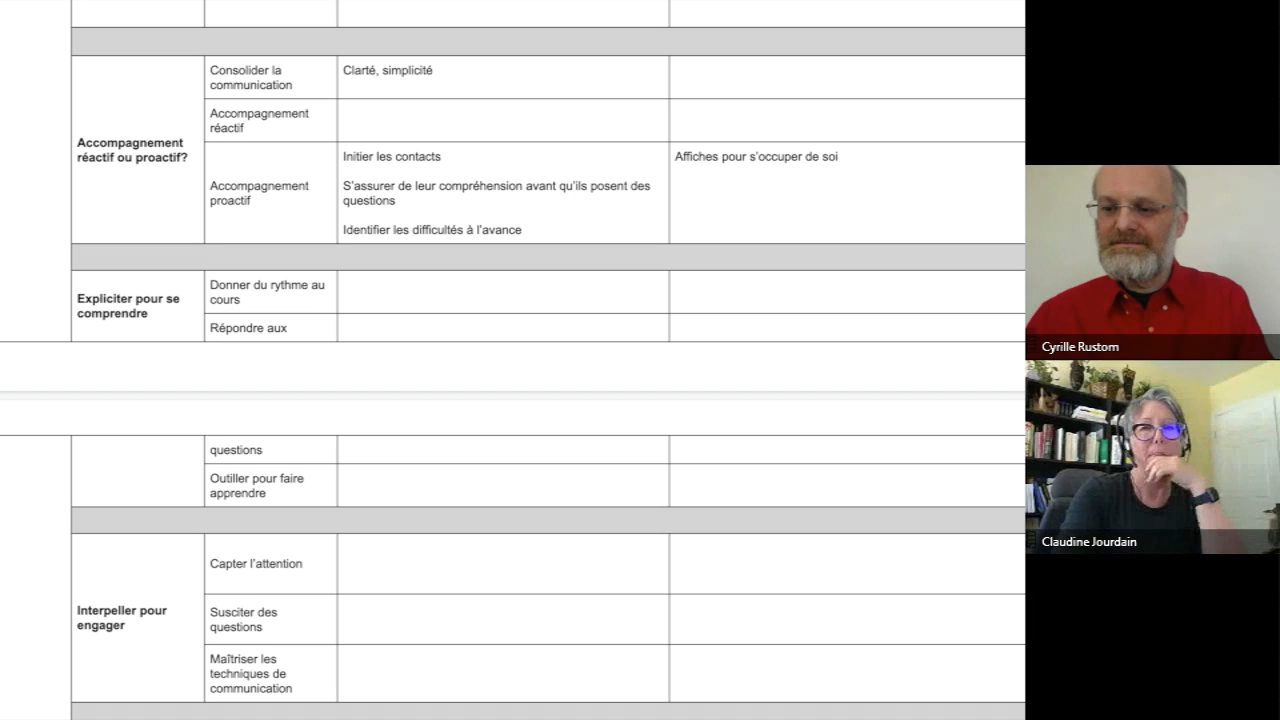 Consolider la
communication
Clarté, simplicité
Accompagnement
réactif ou proactif?
Accompagnement
réactif
Accompagnement
proactif
Initier les contacts
S’assurer de leur compréhension avant qu’ils posent des
questions
Identifier les difficultés à l’avance
Affiches pour s’occuper de soi
Expliciter pour se
comprendre
Donner du rythme au
cours
Répondre aux
questions
Outiller pour faire
apprendre
Interpeller pour
engager
Capter l’attention
Susciter des
questions
Maîtriser les
techniques de
communication
Cyrille Rustom
Claudine Jourdain